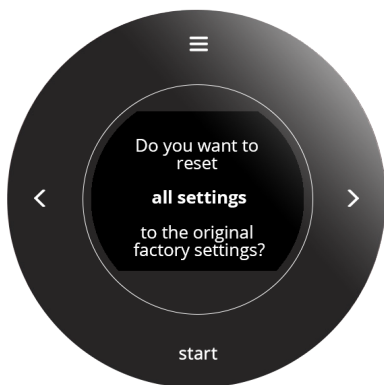 Do you want to
reset
all settings
to the original
factory settings?
start